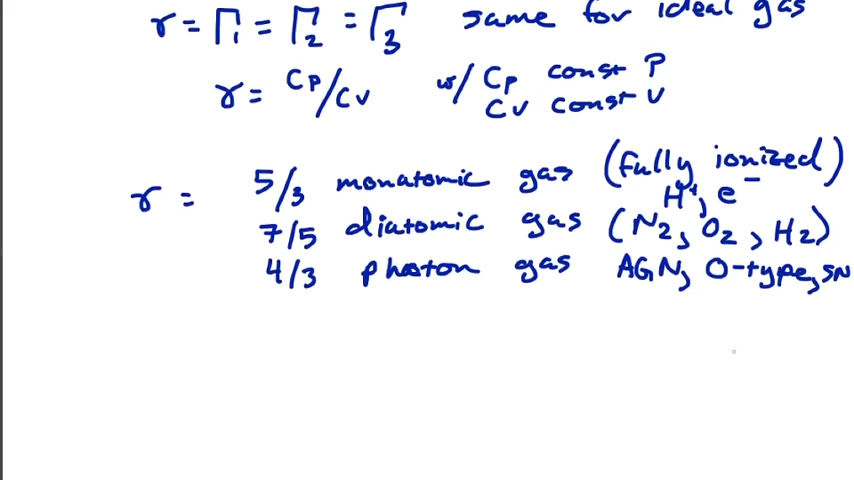 γ = Γ1 = Γ2 = Γ3 same for ideal gas
γ = Cp/Cv w/ Cp const P
Cv const V
γ = 5/3 monatomic gas (fully ionized)
H+, e−
7/5 diatomic gas (N2, O2, H2)
4/3 photon gas AGN, O-type, SN